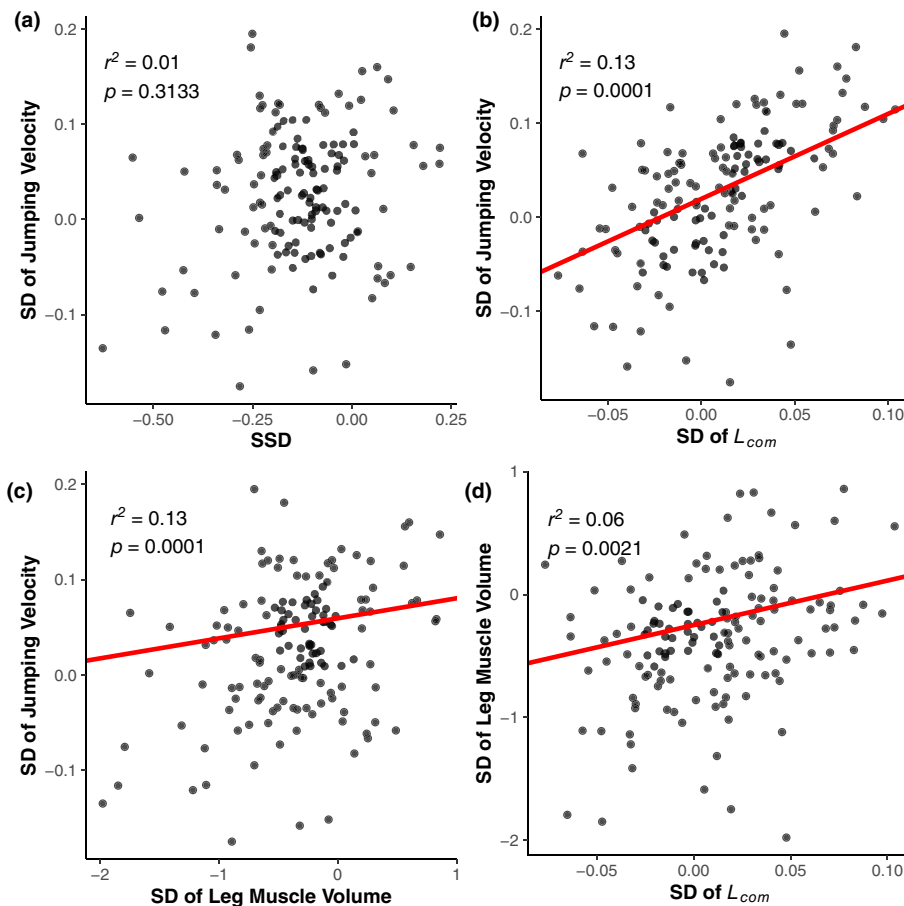 (a)
0.2
0.1
0.0
−0.1
SD of Jumping Velocity
r² = 0.01
p = 0.3133
−0.50
−0.25
0.00
0.25
SSD
(b)
0.2
0.1
0.0
−0.1
SD of Jumping Velocity
r² = 0.13
p = 0.0001
−0.05
0.00
0.05
0.10
SD of Lcom
(c)
0.2
0.1
0.0
−0.1
SD of Jumping Velocity
r² = 0.13
p = 0.0001
−2
−1
0
1
SD of Leg Muscle Volume
(d)
1
−0
−1
−2
SD of Leg Muscle Volume
r² = 0.06
p = 0.0021
−0.05
0.00
0.05
0.10
SD of Lcom